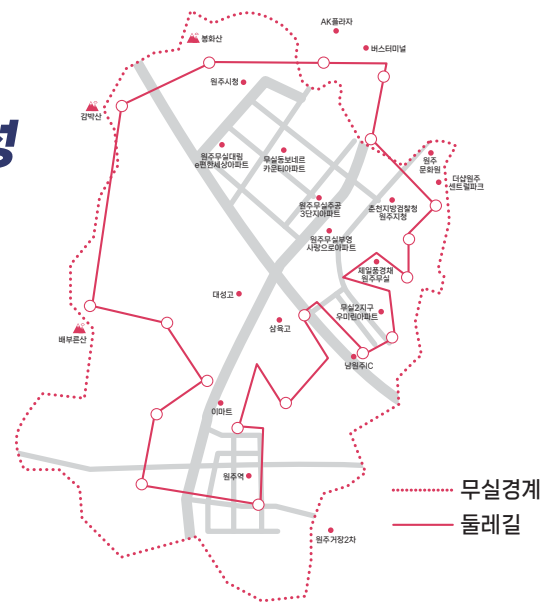 AK플라자
봉화산
버스터미널
원주시청
감박산
성
원주무실대림
e편한세상아파트
무실동보네르
카운티아파트
원주
문화원
더샵원주
센트럴파크
원주무실주공
3단지아파트
춘천지방검찰청
원주지청
원주무실부영
사랑으로아파트
제일풍경채
원주무실
대성고
무실2지구
우미린아파트
삼육고
배부른산
남원주IC
이마트
원주역
무실경계
둘레길
원주거장2차